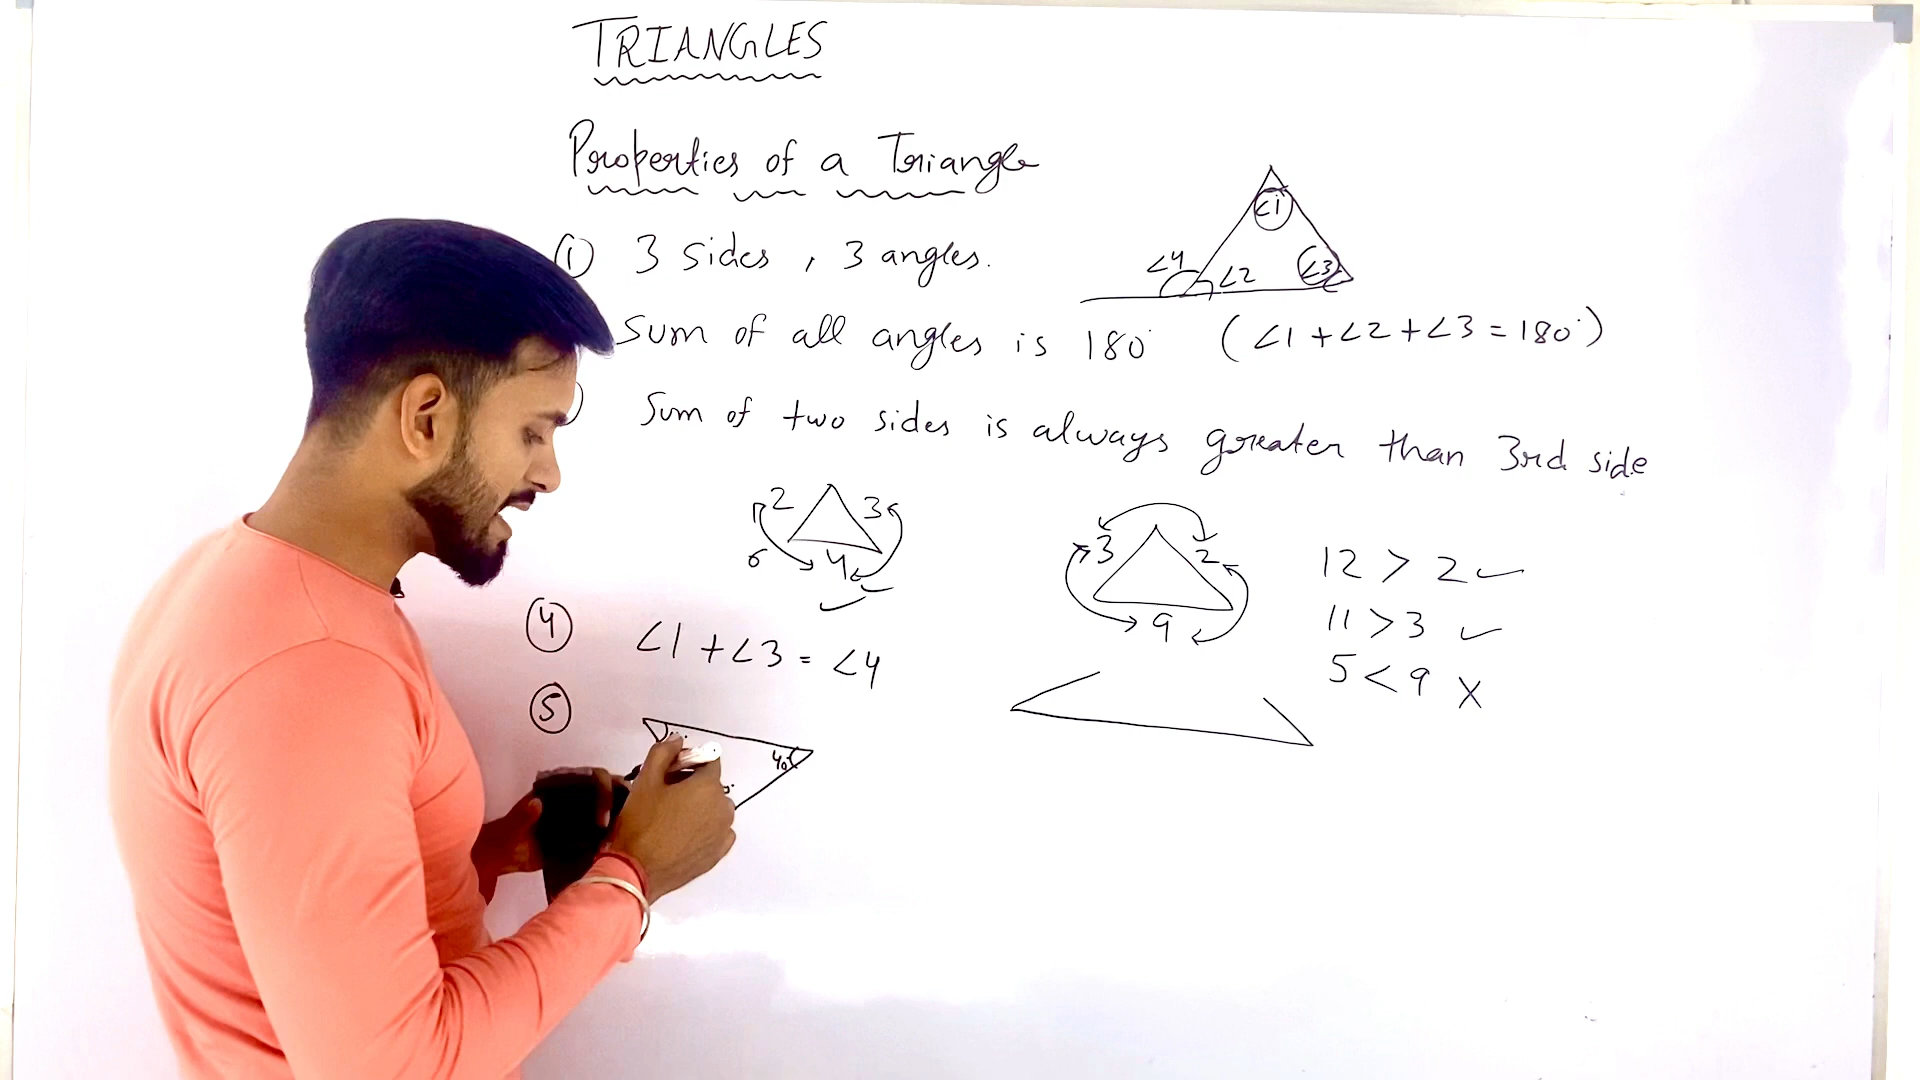 TRIANGLES
Properties of a Triangle
① 3 sides, 3 angles.
∠1
∠4 ∠2 ∠3
Sum of all angles is 180° (∠1+∠2+∠3=180°)
Sum of two sides is always greater than 3rd side
2 3
6 4
3 2
9
12 > 2 ✓
11 > 3 ✓
5 < 9 X
④ ∠1+∠3=∠4
⑤
40